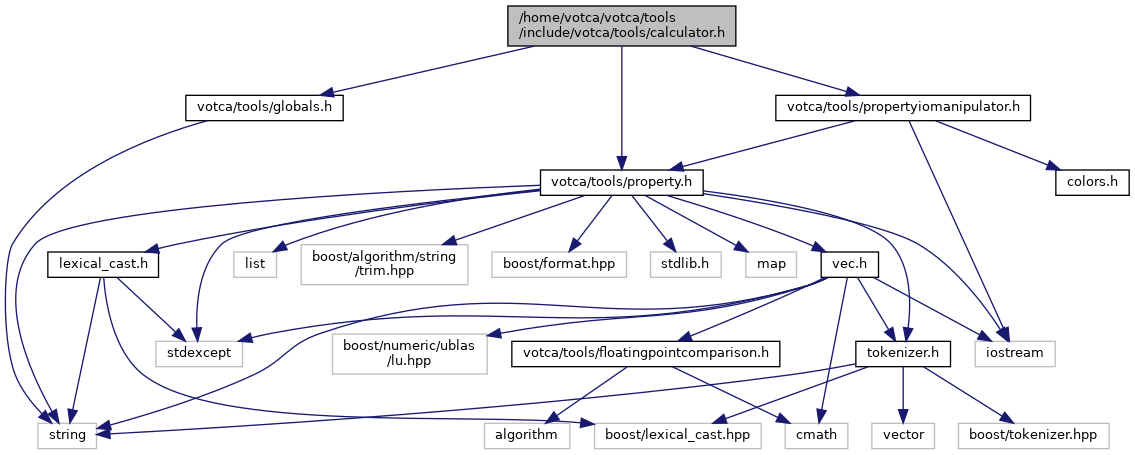 /home/votca/votca/tools
/include/votca/tools/calculator.h
votca/tools/globals.h
votca/tools/propertyiomanipulator.h
votca/tools/property.h
colors.h
lexical_cast.h
list
boost/algorithm/string
/trim.hpp
boost/format.hpp
stdlib.h
map
vec.h
stdexcept
boost/numeric/ublas
/lu.hpp
votca/tools/floatingpointcomparison.h
tokenizer.h
iostream
string
algorithm
boost/lexical_cast.hpp
cmath
vector
boost/tokenizer.hpp